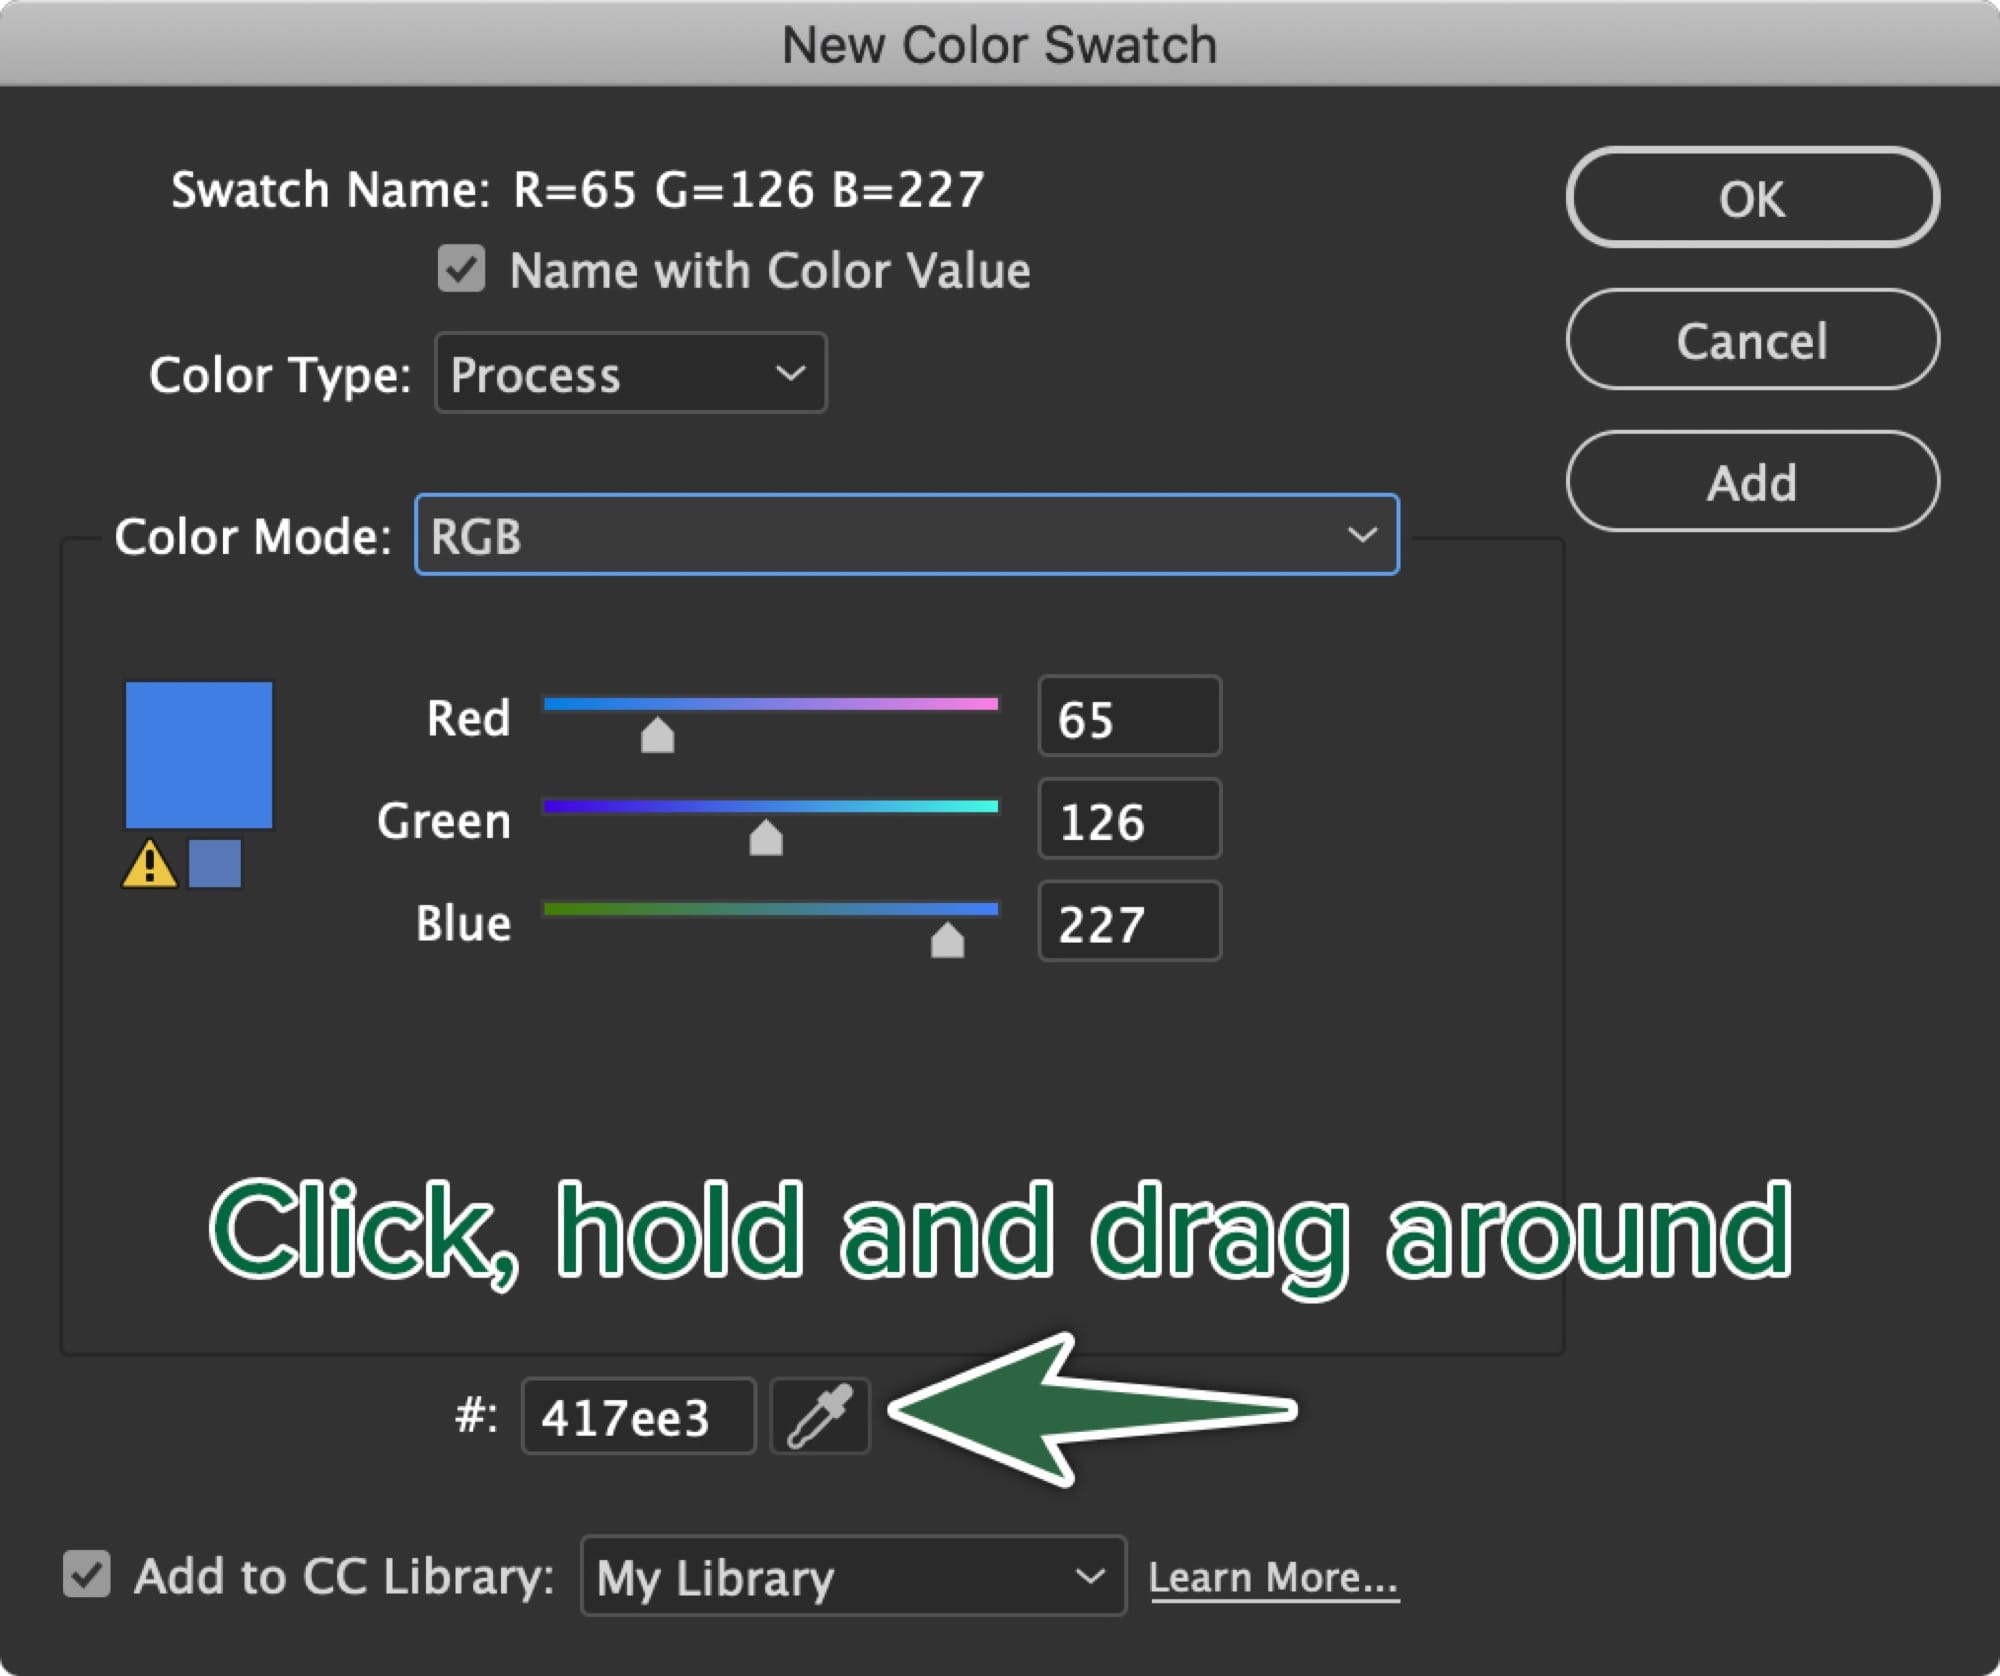 New Color Swatch
Swatch Name: R=65 G=126 B=227
OK
Name with Color Value
Cancel
Color Type: Process
Add
Color Mode: RGB
Red 65
Green 126
Blue 227
Click, hold and drag around
#: 417ee3
Add to CC Library: My Library Learn More...